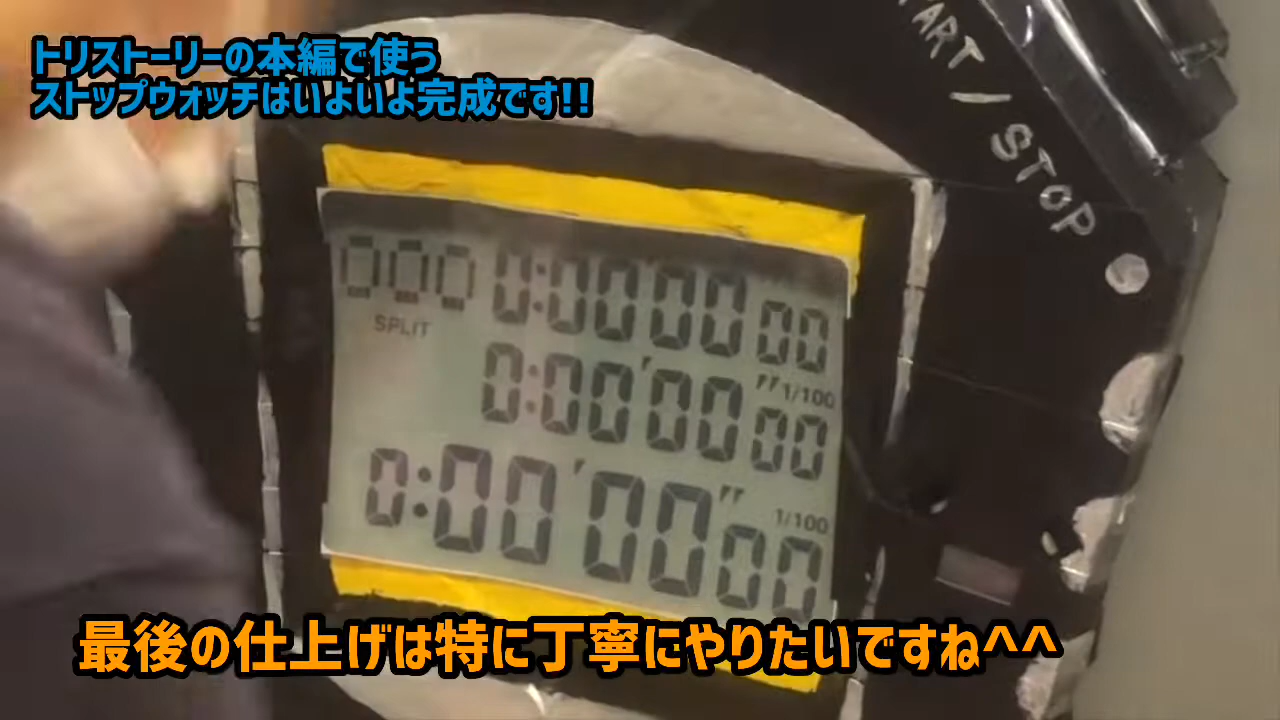 トリストーリーの本編で使う
ストップウォッチはいよいよ完成です!!
TART / STOP
000 0:00'00 00
SPLIT
0:00'00"1/100 00
0:00'00"1/100 00
最後の仕上げは特に丁寧にやりたいですね^^